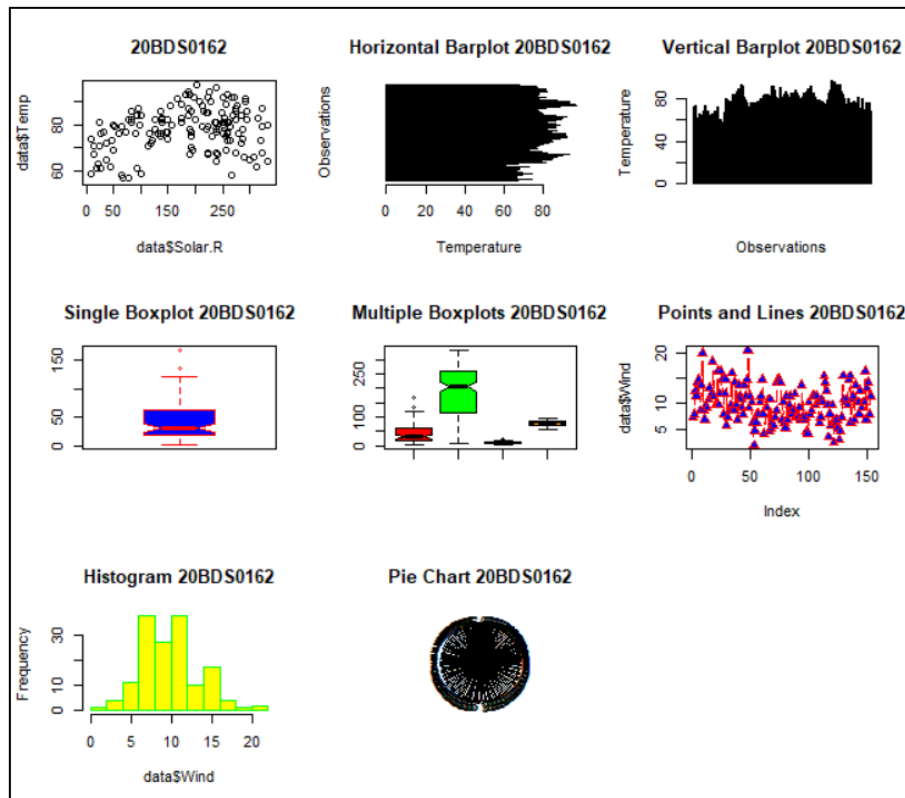 20BDS0162
data$Temp
60 80
0 50 150 250
data$Solar.R
Horizontal Barplot 20BDS0162
Observations
0 20 40 60 80
Temperature
Vertical Barplot 20BDS0162
Temperature
0 40 80
Observations
Single Boxplot 20BDS0162
0 50 150
Multiple Boxplots 20BDS0162
0 100 250
Points and Lines 20BDS0162
data$Wind
5 10 20
0 50 100 150
Index
Histogram 20BDS0162
Frequency
0 10 30
0 5 10 15 20
data$Wind
Pie Chart 20BDS0162